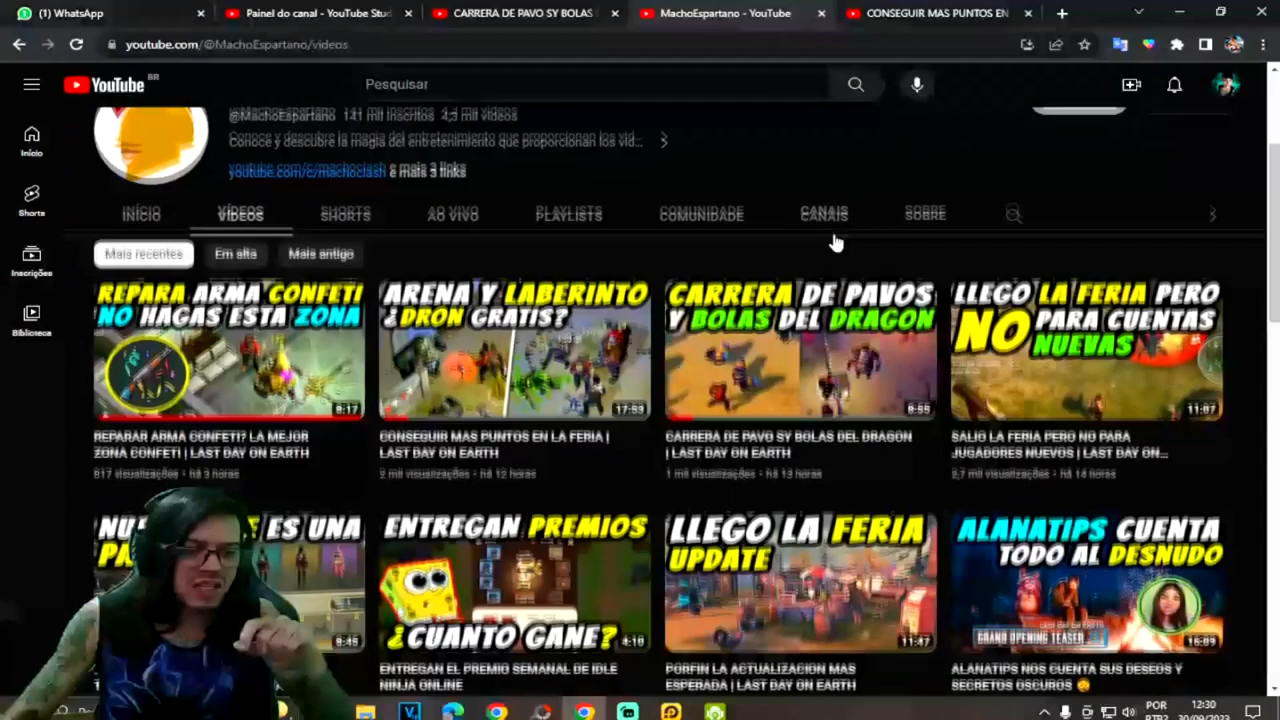 WhatsApp
Painel do canal - YouTube Stud
CARRERA DE PAVO SY BOLAS
MachoEspartano - YouTube
CONSEGUIR MAS PUNTOS EN
youtube.com/@MachoEspartano/videos
YouTube BR
Pesquisar
@MachoEspartano 141 mil inscritos 4,3 mil vídeos
Conoce y descubre la magia del entretenimiento que proporcionan los vid...
youtube.com/c/machoclash e mais 3 links
INÍCIO VÍDEOS SHORTS AO VIVO PLAYLISTS COMUNIDADE CANAIS SOBRE
Início
Shorts
Inscrições
Biblioteca
Mais recentes Em alta Mais antigo
REPARA ARMA CONFETI
NO HAGAS ESTA ZONA
8:17
ARENA Y LABERINTO
¿DRON GRATIS?
17:53
CARRERA DE PAVOS
Y BOLAS DEL DRAGON
8:55
LLEGO LA FERIA PERO
NO PARA CUENTAS
NUEVAS
11:07
REPARAR ARMA CONFETI? LA MEJOR
ZONA CONFETI | LAST DAY ON EARTH
817 visualizações • há 3 horas
CONSEGUIR MAS PUNTOS EN LA FERIA |
LAST DAY ON EARTH
2 mil visualizações • há 12 horas
CARRERA DE PAVO SY BOLAS DEL DRAGON
| LAST DAY ON EARTH
1 mil visualizações • há 13 horas
SALIO LA FERIA PERO NO PARA
JUGADORES NUEVOS | LAST DAY ON...
2,7 mil visualizações • há 14 horas
ES UNA
8:45
ENTREGAN PREMIOS
¿CUANTO GANE?
4:10
LLEGO LA FERIA
UPDATE
11:47
ALANATIPS CUENTA
TODO AL DESNUDO
GRAND OPENING TEASER
16:09
ENTREGAN EL PREMIO SEMANAL DE IDLE
NINJA ONLINE
PORFIN LA ACTUALIZACION MAS
ESPERADA | LAST DAY ON EARTH
ALANATIPS NOS CUENTA SUS DESEOS Y
SECRETOS OSCUROS
POR
PTB2
12:30
30/09/2023